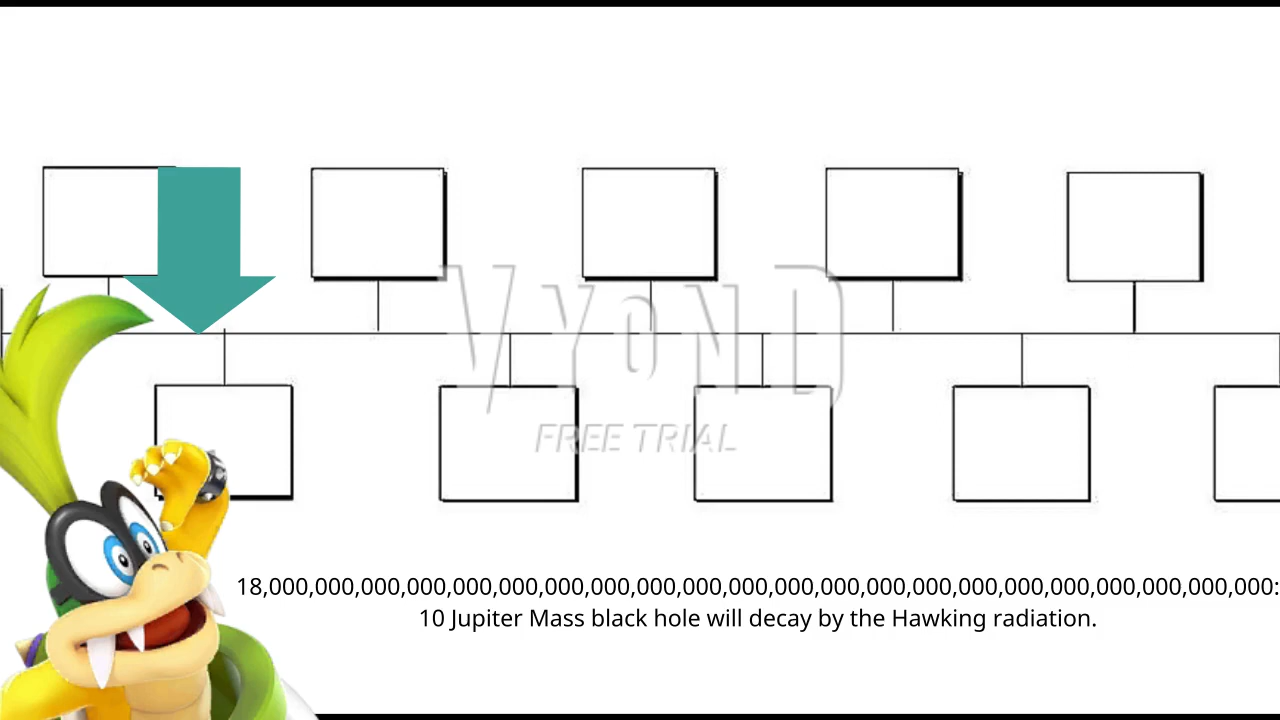 VYOND
FREE TRIAL
18,000,000,000,000,000,000,000,000,000,000,000,000,000,000,000,000,000,000,000,000,000,000,000:
10 Jupiter Mass black hole will decay by the Hawking radiation.